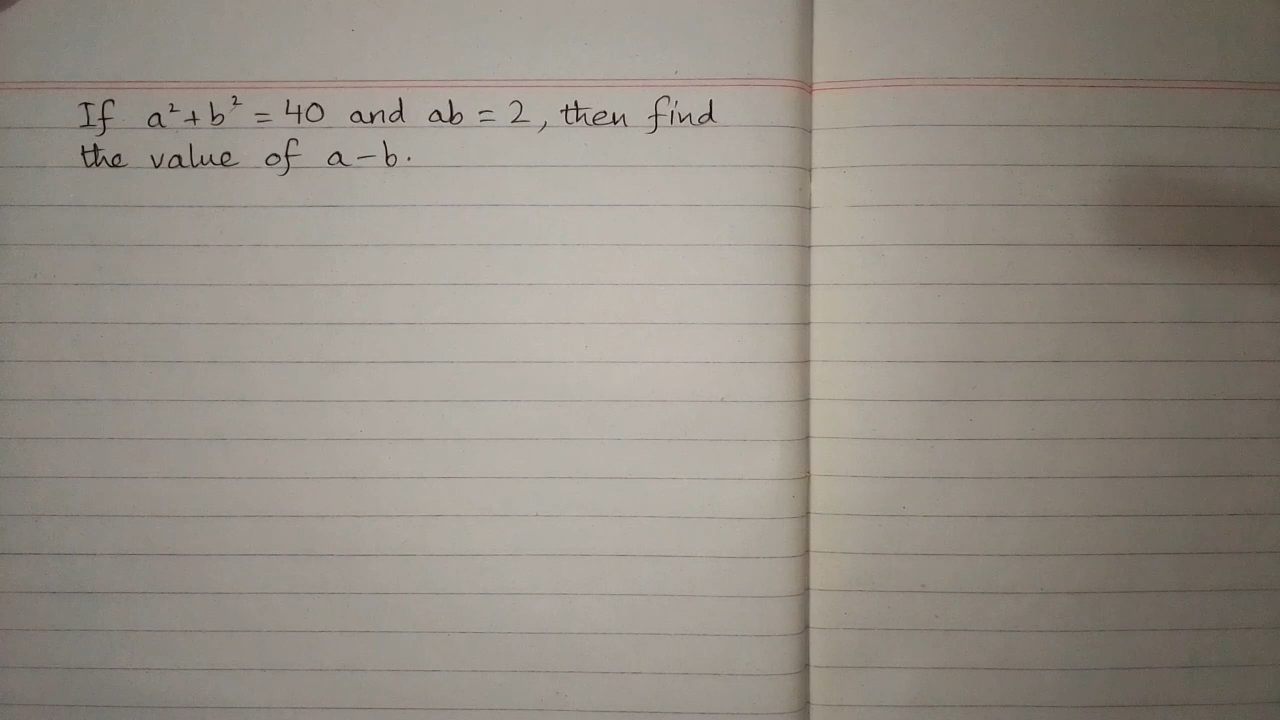 If a² + b² = 40 and ab = 2, then find
the value of a - b.